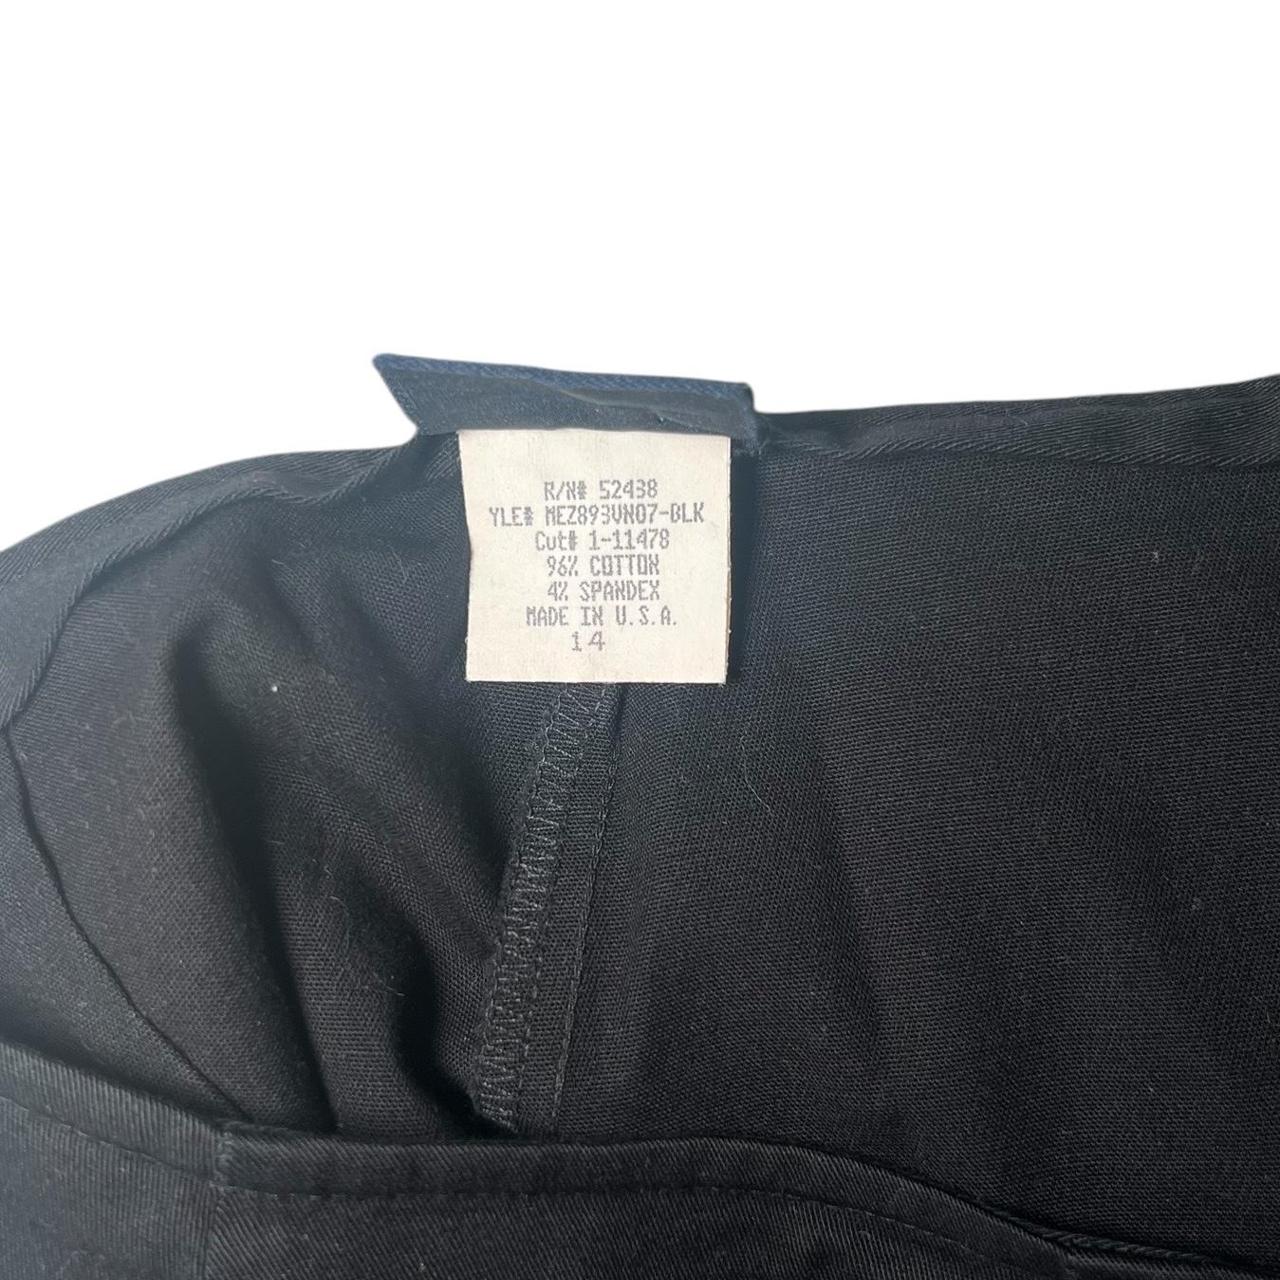 R/N# 52438
YLE# MEZ893VN07-BLK
Cut# 1-11478
96% COTTON
4% SPANDEX
MADE IN U.S.A.
14